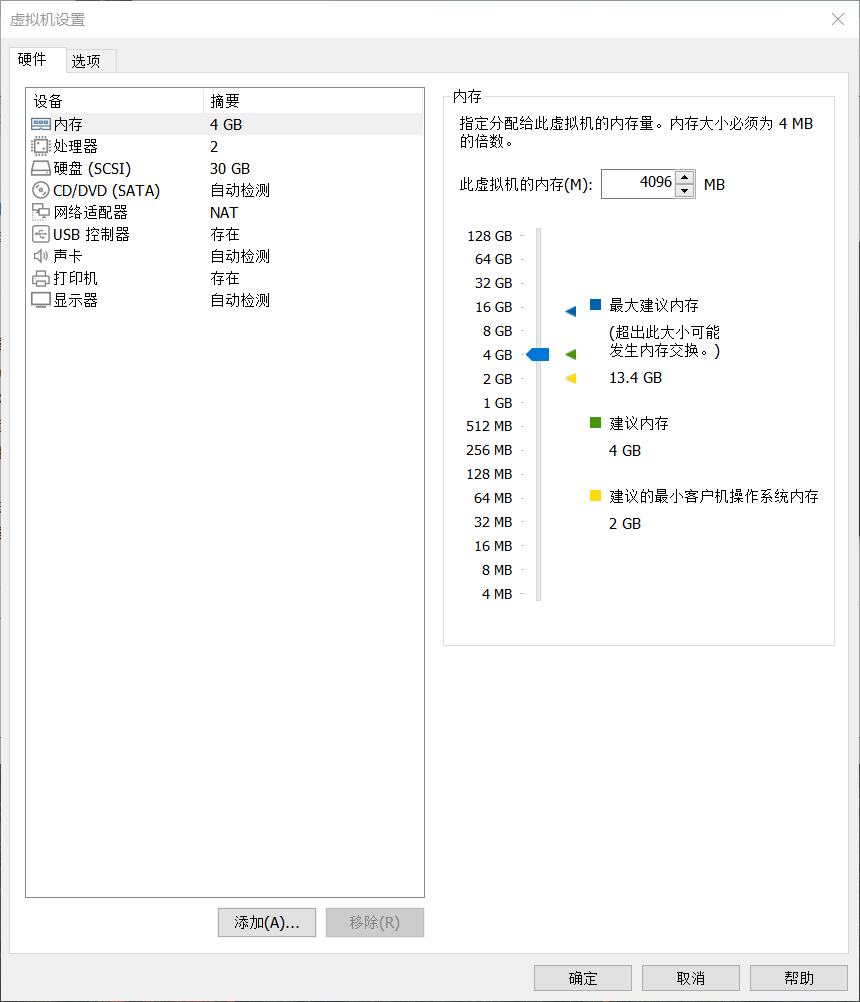 虚拟机设置
硬件
选项
设备 摘要
内存 4 GB
处理器 2
硬盘 (SCSI) 30 GB
CD/DVD (SATA) 自动检测
网络适配器 NAT
USB 控制器 存在
声卡 自动检测
打印机 存在
显示器 自动检测
添加(A)...
移除(R)
内存
指定分配给此虚拟机的内存量。内存大小必须为 4 MB
的倍数。
此虚拟机的内存(M): 4096 MB
128 GB
64 GB
32 GB
16 GB
8 GB
4 GB
2 GB
1 GB
512 MB
256 MB
128 MB
64 MB
32 MB
16 MB
8 MB
4 MB
最大建议内存
(超出此大小可能
发生内存交换。)
13.4 GB
建议内存
4 GB
建议的最小客户机操作系统内存
2 GB
确定
取消
帮助